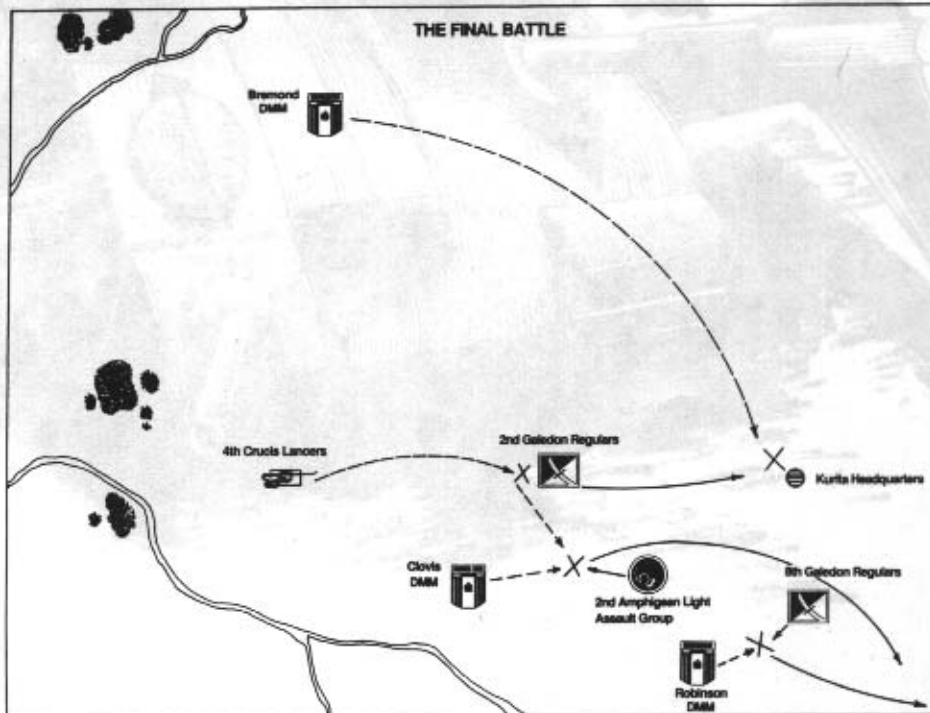 THE FINAL BATTLE
Bremond
DMM
4th Crucis Lancers
2nd Galedon Regulars
Kurita Headquarters
Clovis
DMM
2nd Amphigean Light
Assault Group
8th Galedon Regulars
Robinson
DMM